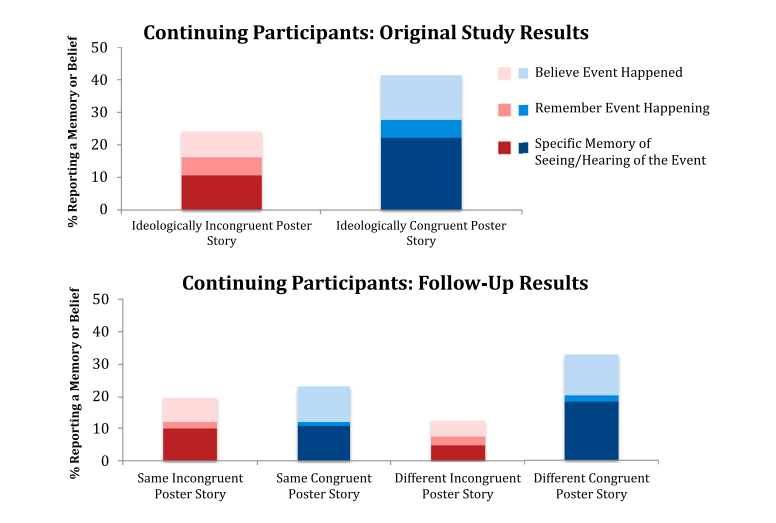 Continuing Participants: Original Study Results
% Reporting a Memory or Belief
50
40
30
20
10
0
Believe Event Happened
Remember Event Happening
Specific Memory of
Seeing/Hearing of the Event
Ideologically Incongruent Poster
Story
Ideologically Congruent Poster
Story
Continuing Participants: Follow-Up Results
% Reporting a Memory or Belief
50
40
30
20
10
0
Same Incongruent
Poster Story
Same Congruent
Poster Story
Different Incongruent
Poster Story
Different Congruent
Poster Story